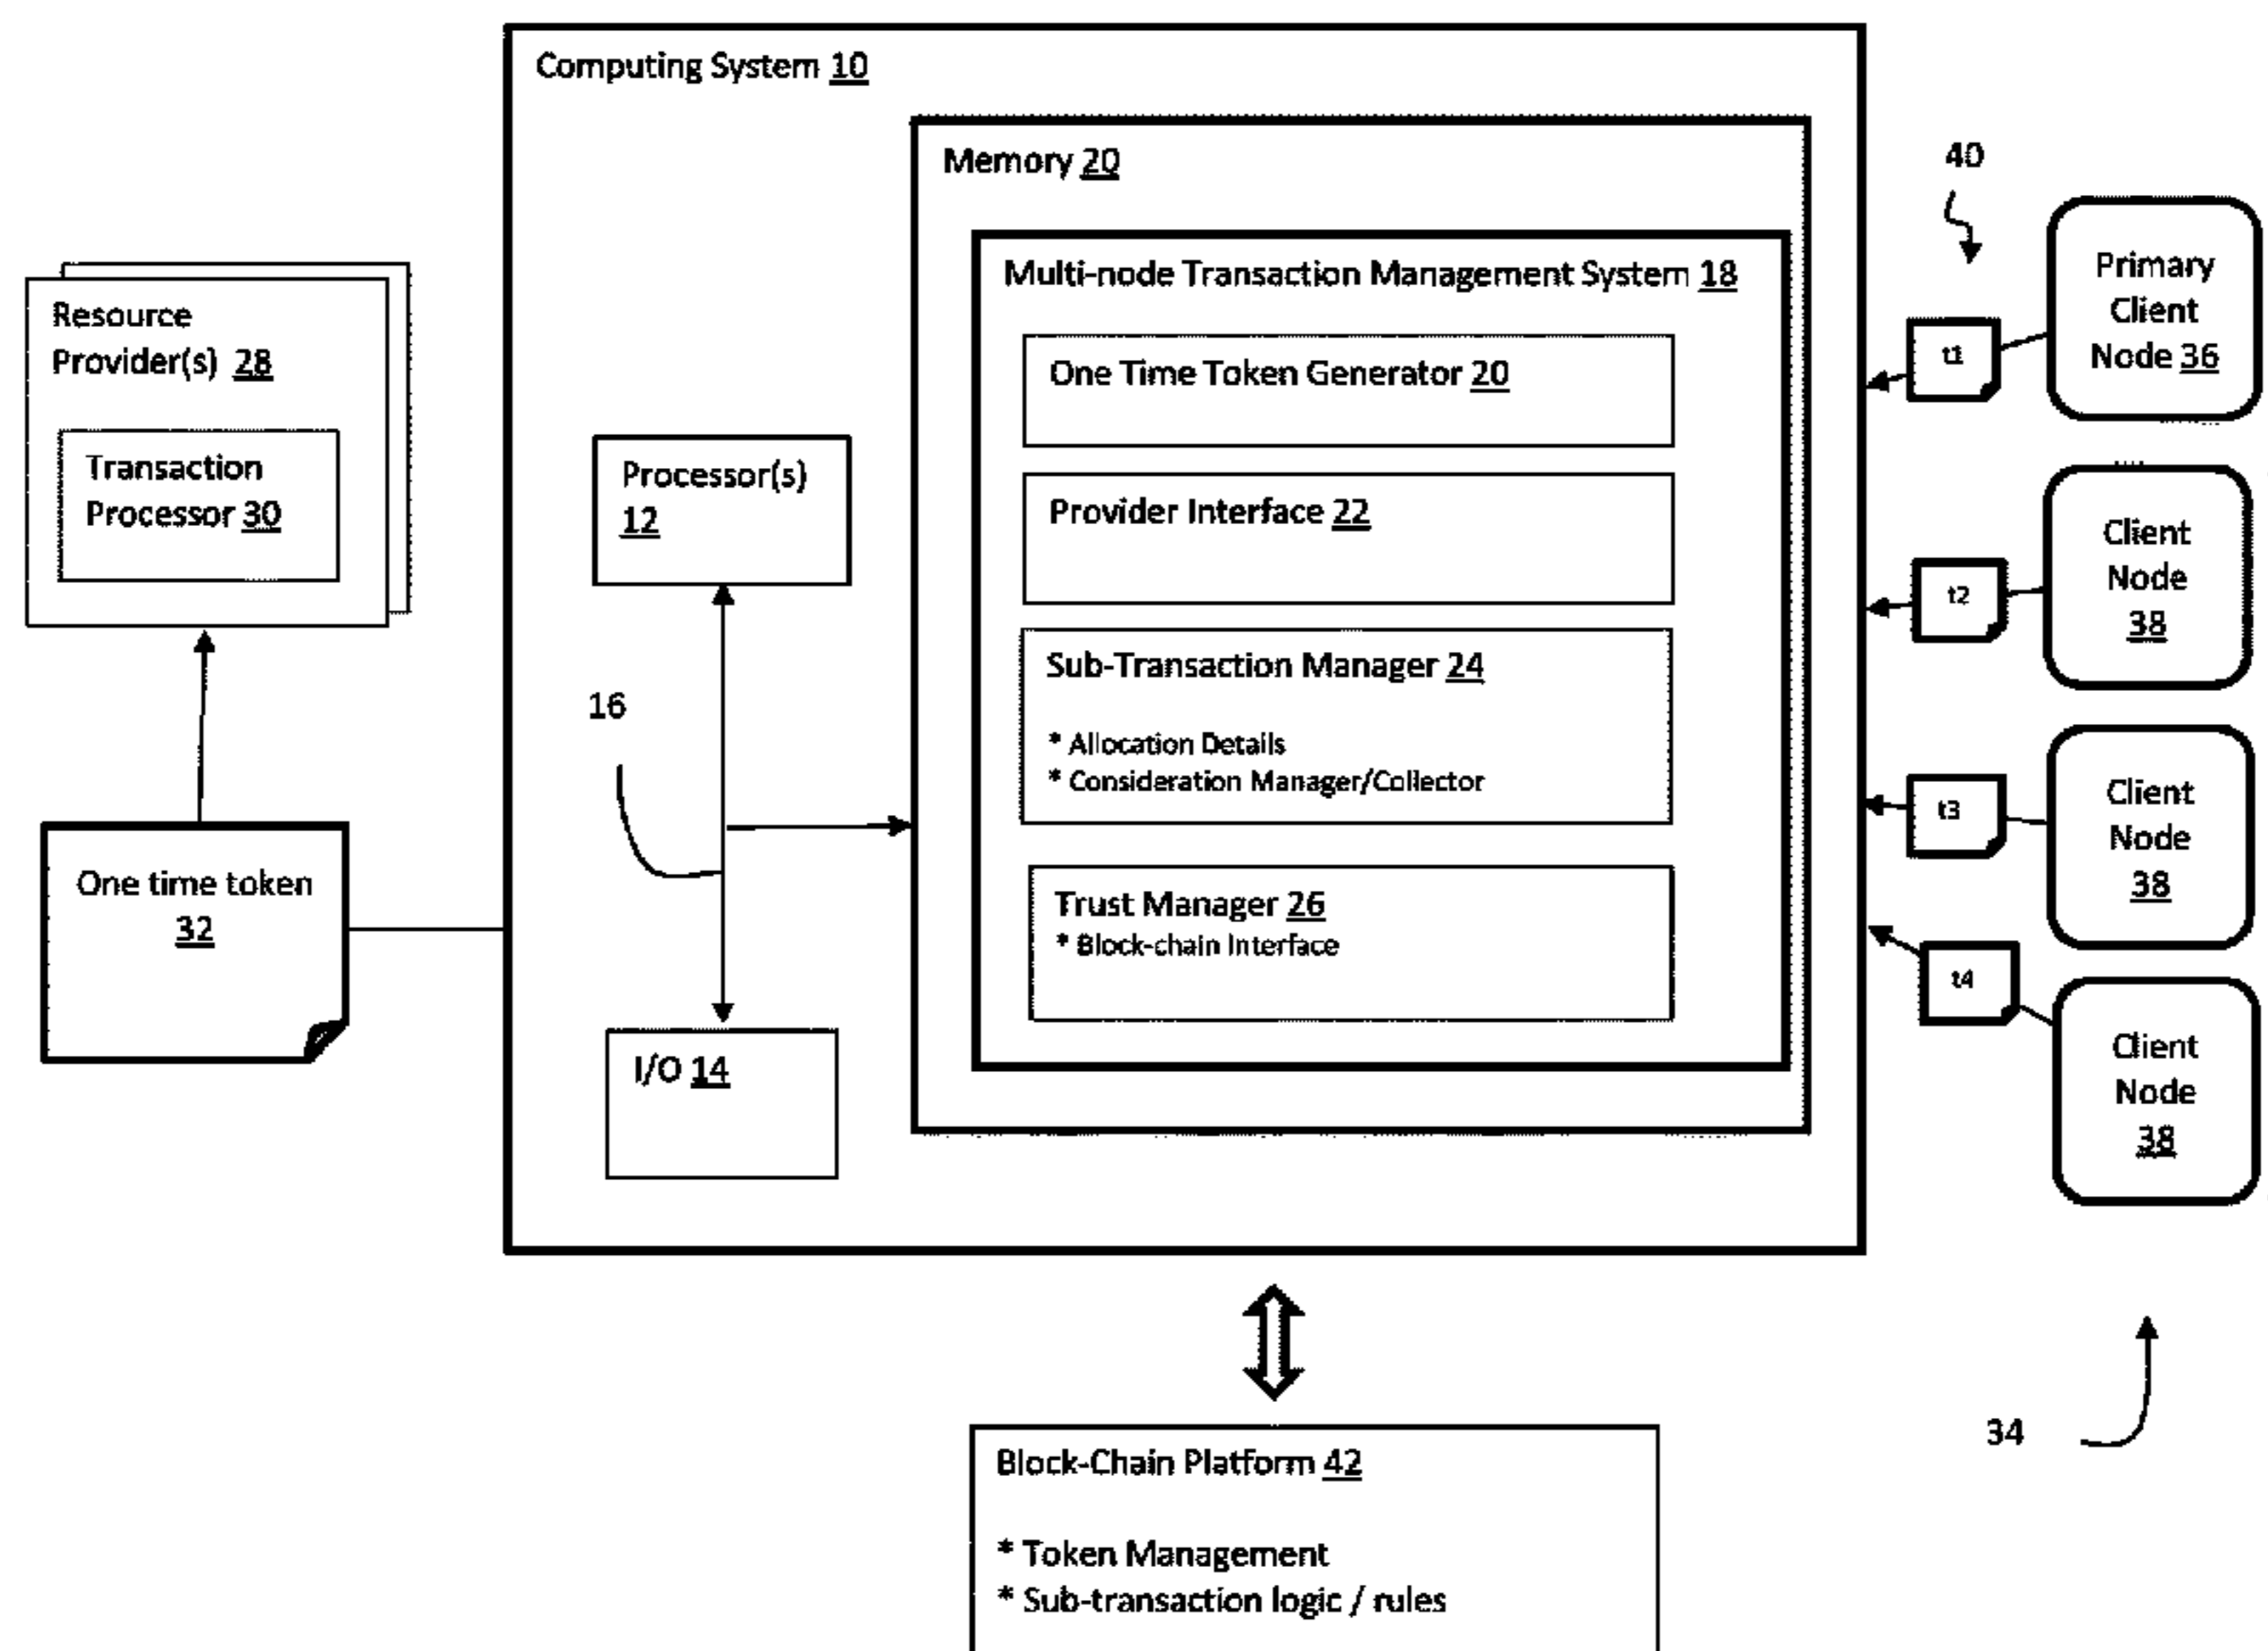 Computing System 10
Memory 20
Multi-node Transaction Management System 18
One Time Token Generator 20
Provider Interface 22
Sub-Transaction Manager 24
* Allocation Details
* Consideration Manager/Collector
Trust Manager 26
* Block-chain Interface
Processor(s)
12
16
I/O 14
Resource
Provider(s) 28
Transaction
Processor 30
One time token
32
40
t1
Primary
Client
Node 36
t2
Client
Node
38
t3
Client
Node
38
t4
Client
Node
38
34
Block-Chain Platform 42
* Token Management
* Sub-transaction logic / rules